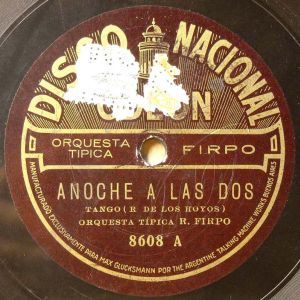 DISCO NACIONAL
ODEON
ORQUESTA TIPICA FIRPO
ANOCHE A LAS DOS
TANGO (R DE LOS HOYOS)
ORQUESTA TÍPICA R. FIRPO
8608 A
MANUFACTURADO EXCLUSIVAMENTE PARA MAX GLÜCKSMANN POR THE ARGENTINE TALKING MACHINE WORKS BUENOS AIRES